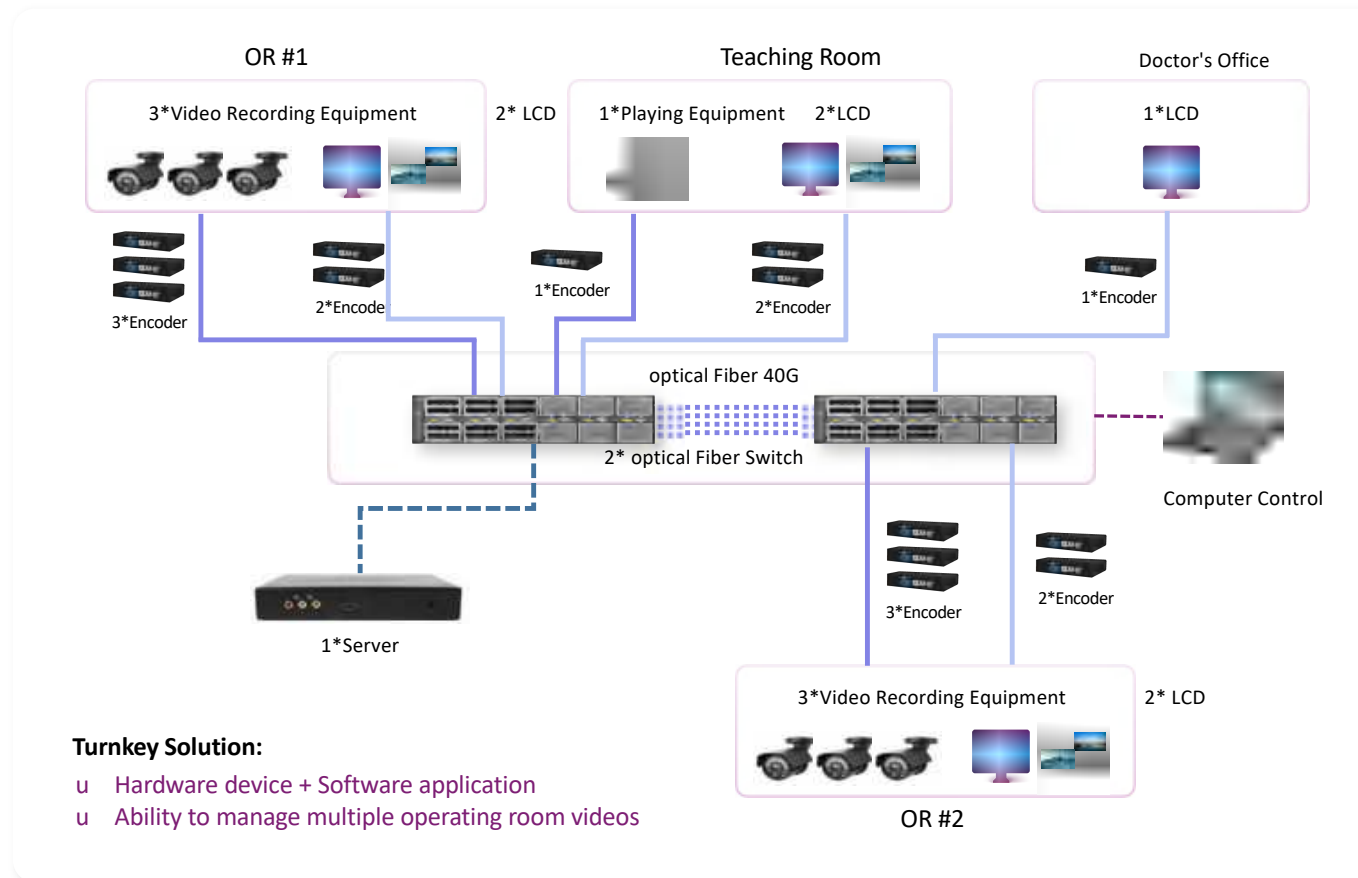 OR #1
Teaching Room
Doctor's Office
3*Video Recording Equipment
2* LCD
1*Playing Equipment
2*LCD
1*LCD
3*Encoder
2*Encode
1*Encoder
2*Encoder
1*Encoder
optical Fiber 40G
2* optical Fiber Switch
Computer Control
1*Server
3*Encoder
2*Encoder
3*Video Recording Equipment
2* LCD
OR #2
Turnkey Solution:
u Hardware device + Software application
u Ability to manage multiple operating room videos